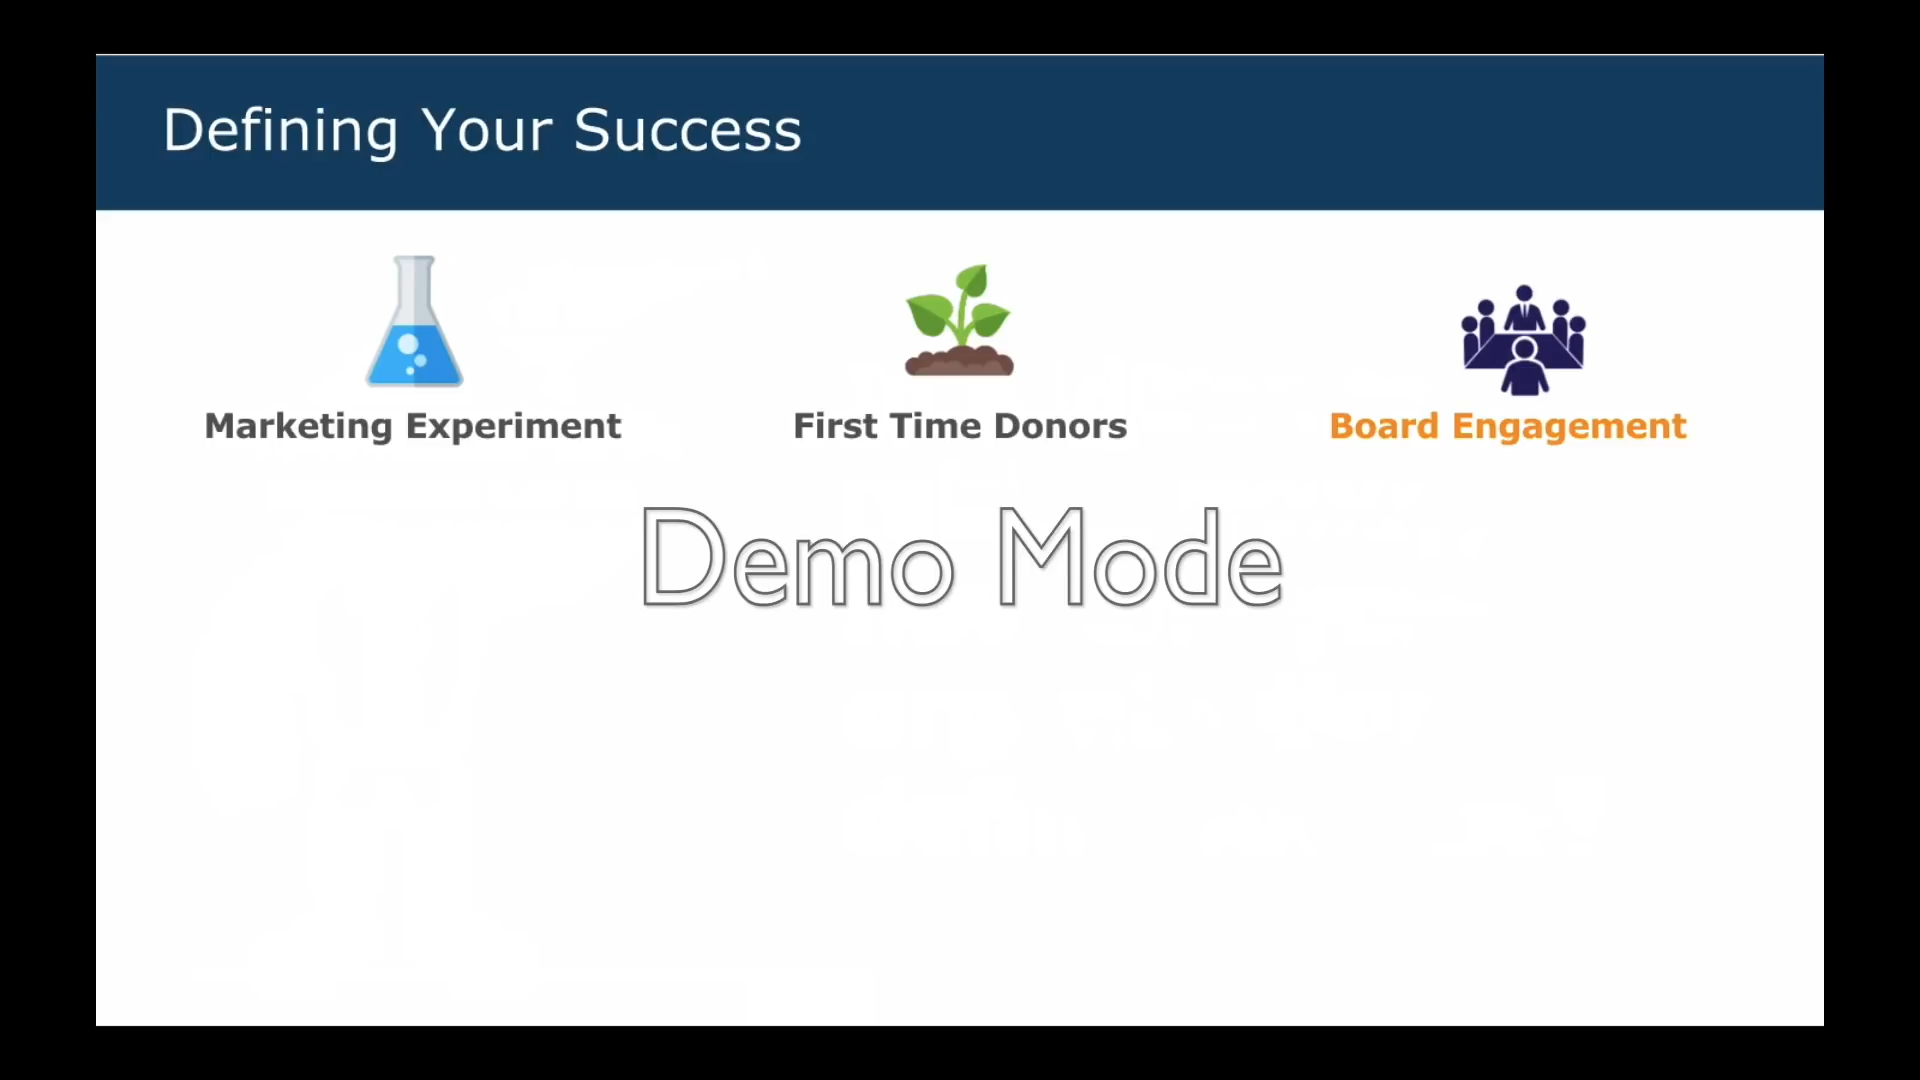 Defining Your Success
Marketing Experiment
First Time Donors
Board Engagement
Demo Mode